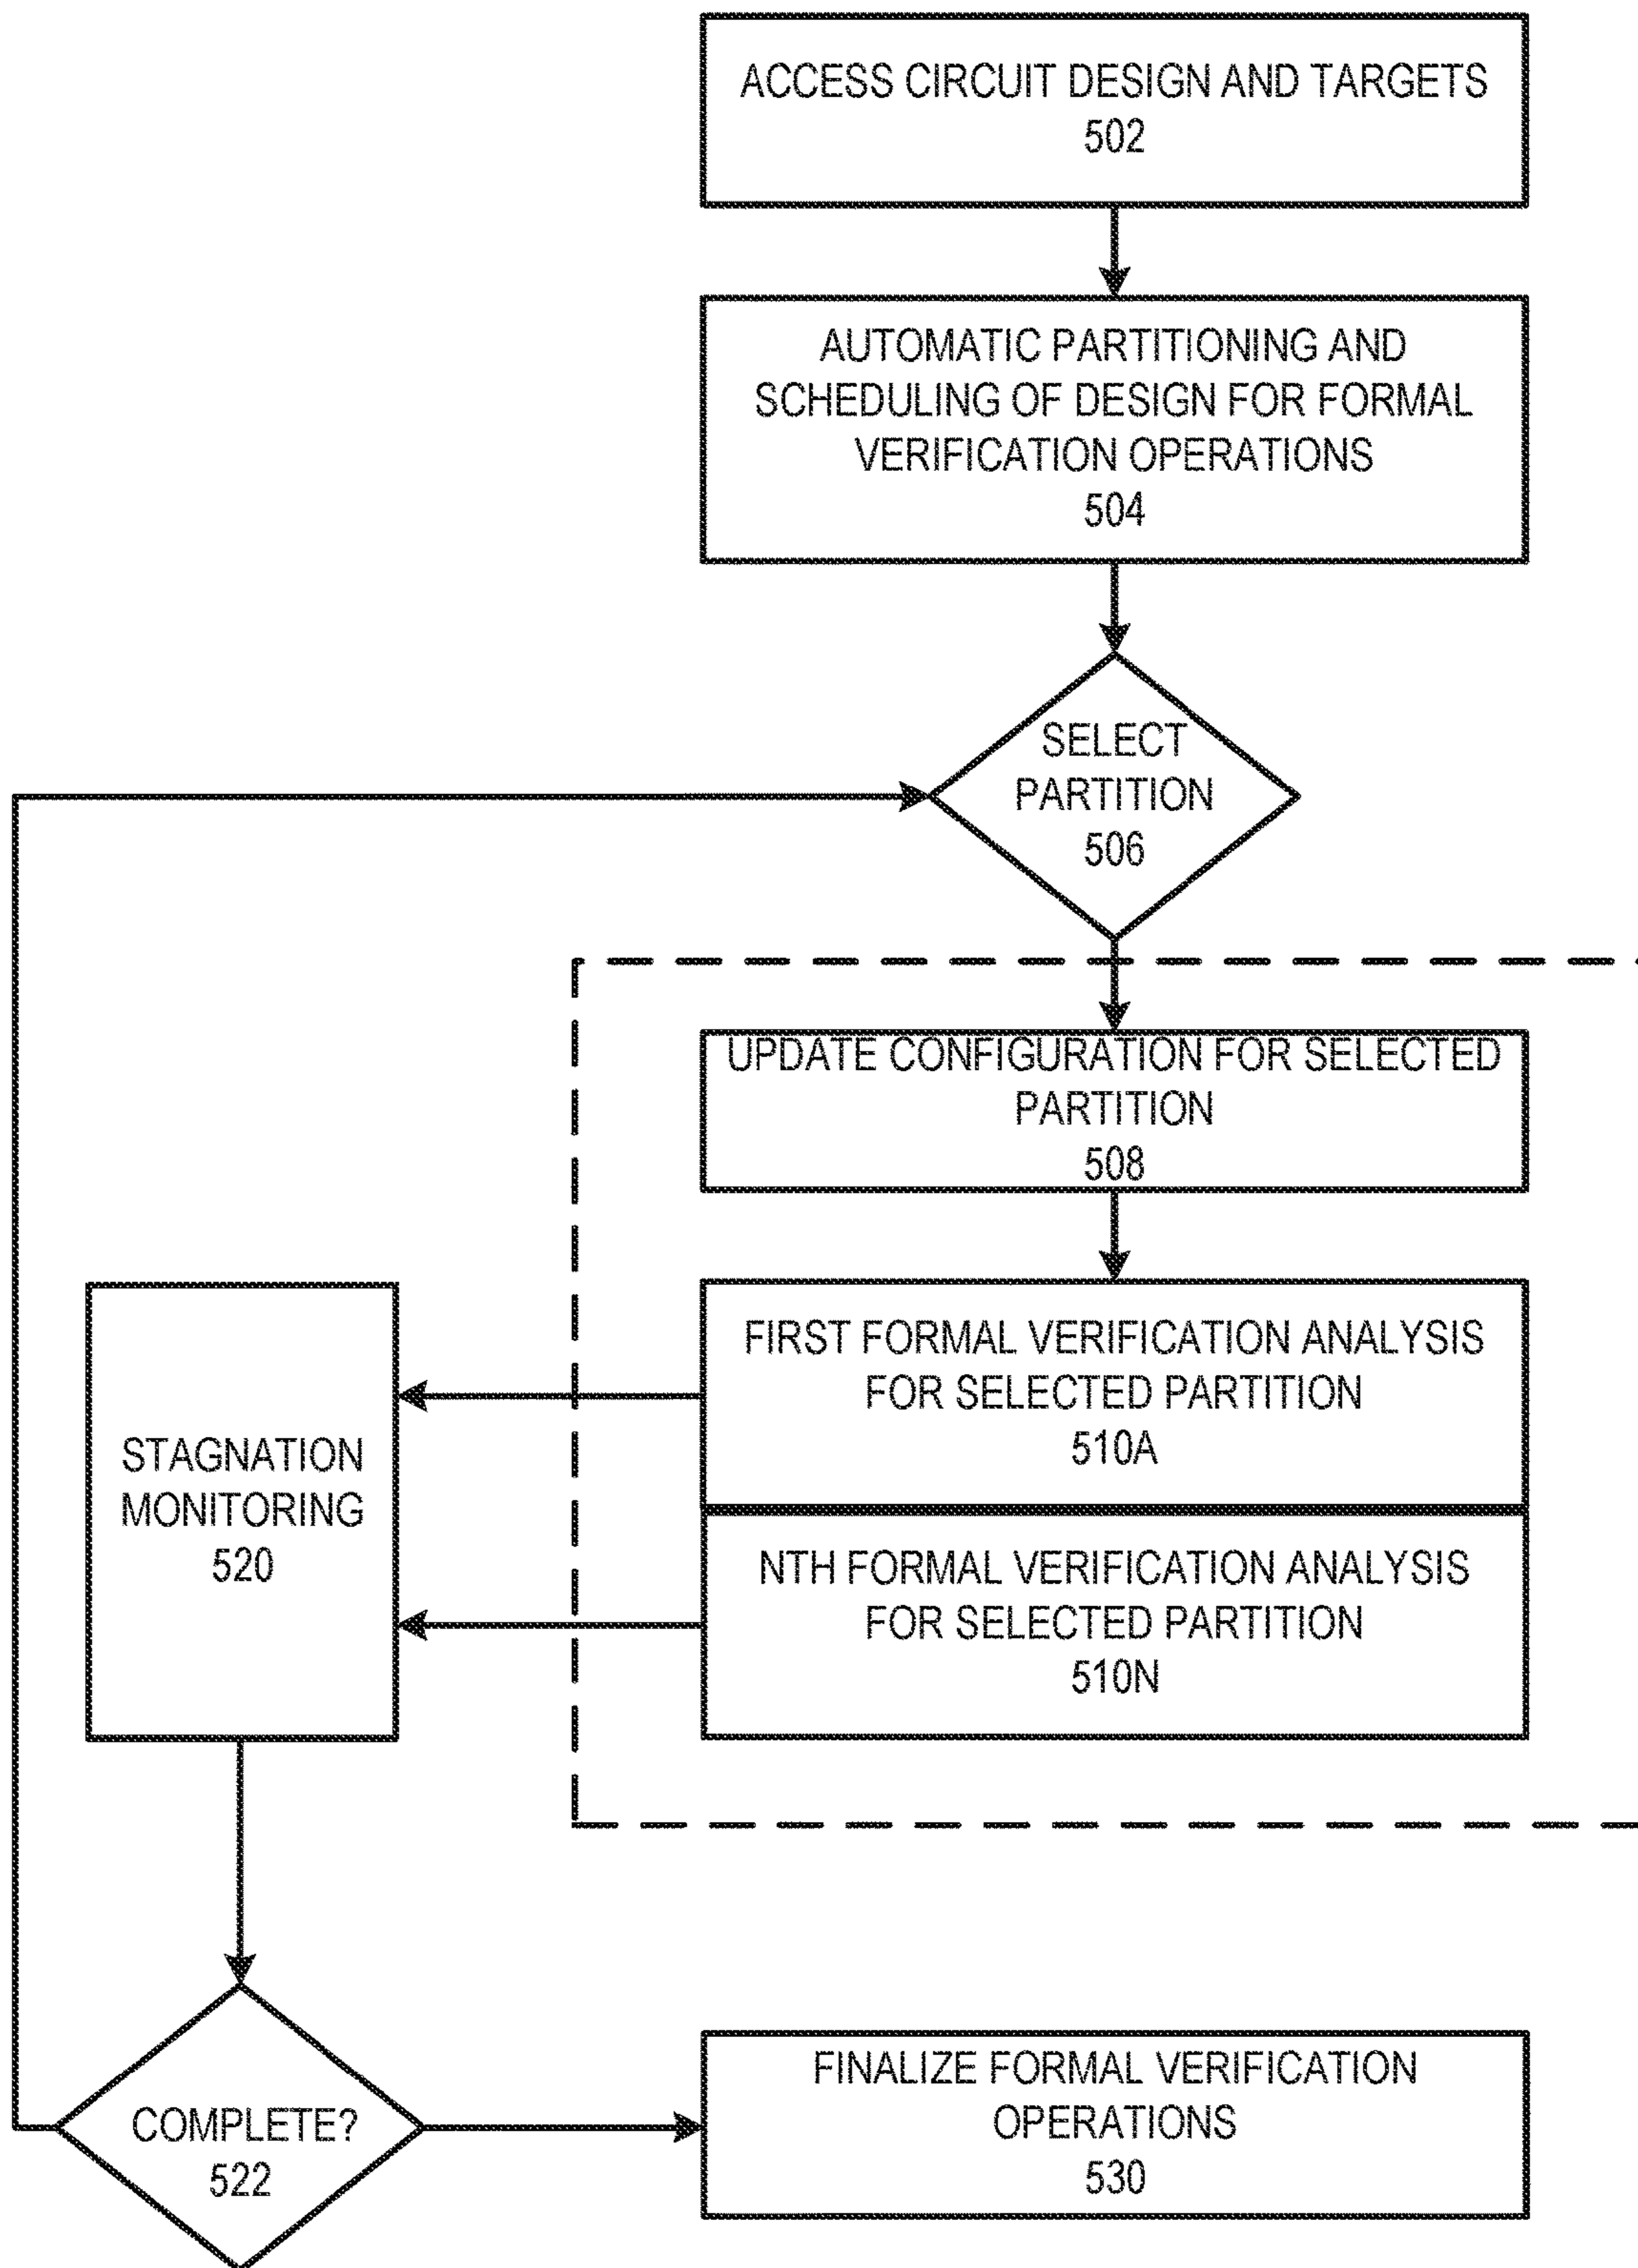 ACCESS CIRCUIT DESIGN AND TARGETS
502
AUTOMATIC PARTITIONING AND
SCHEDULING OF DESIGN FOR FORMAL
VERIFICATION OPERATIONS
504
SELECT
PARTITION
506
UPDATE CONFIGURATION FOR SELECTED
PARTITION
508
FIRST FORMAL VERIFICATION ANALYSIS
FOR SELECTED PARTITION
510A
STAGNATION
MONITORING
520
NTH FORMAL VERIFICATION ANALYSIS
FOR SELECTED PARTITION
510N
COMPLETE?
522
FINALIZE FORMAL VERIFICATION
OPERATIONS
530